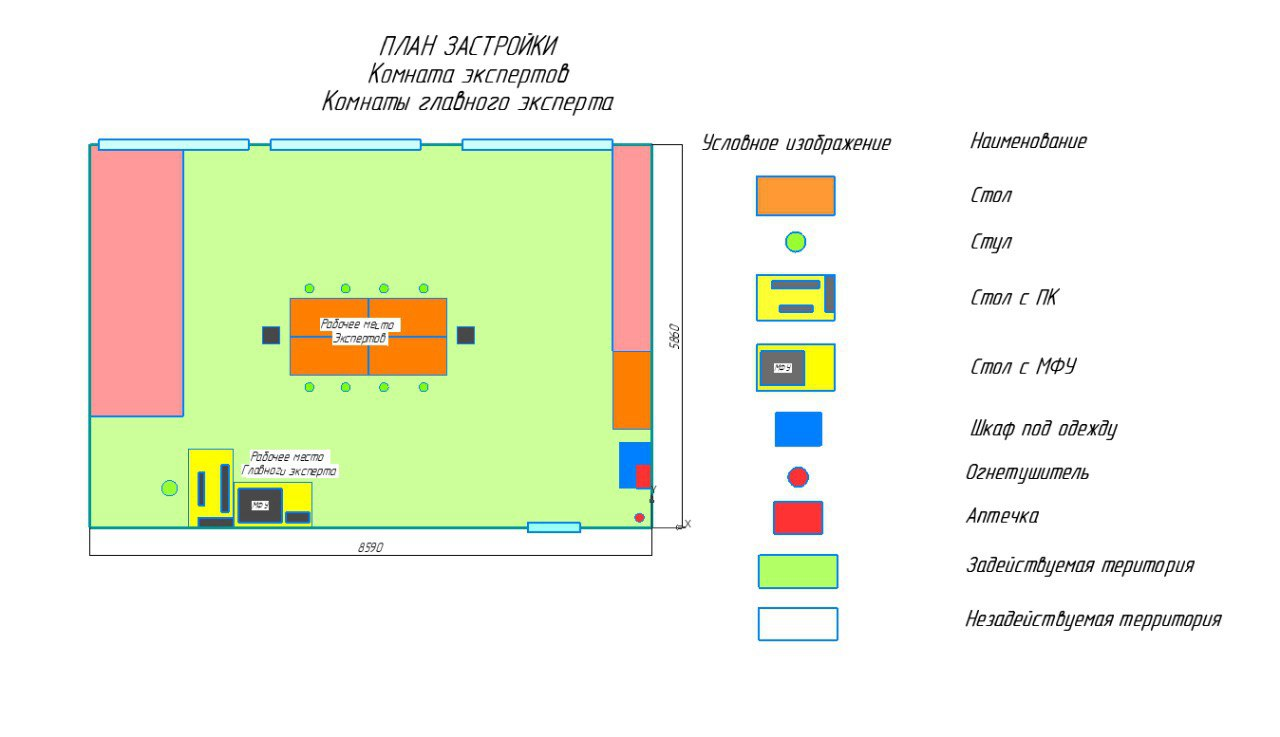 ПЛАН ЗАСТРОЙКИ
Комната экспертов
Комнаты главного эксперта
Условное изображение
Наименование
Стол
Стул
Стол с ПК
МФУ
Стол с МФУ
Шкаф под одежду
Огнетушитель
Аптечка
Задействуемая територия
Незадействуемая территория
Рабочее место
Экспертов
5860
Рабочее место
Главного эксперта
МФУ
Y
X
8590